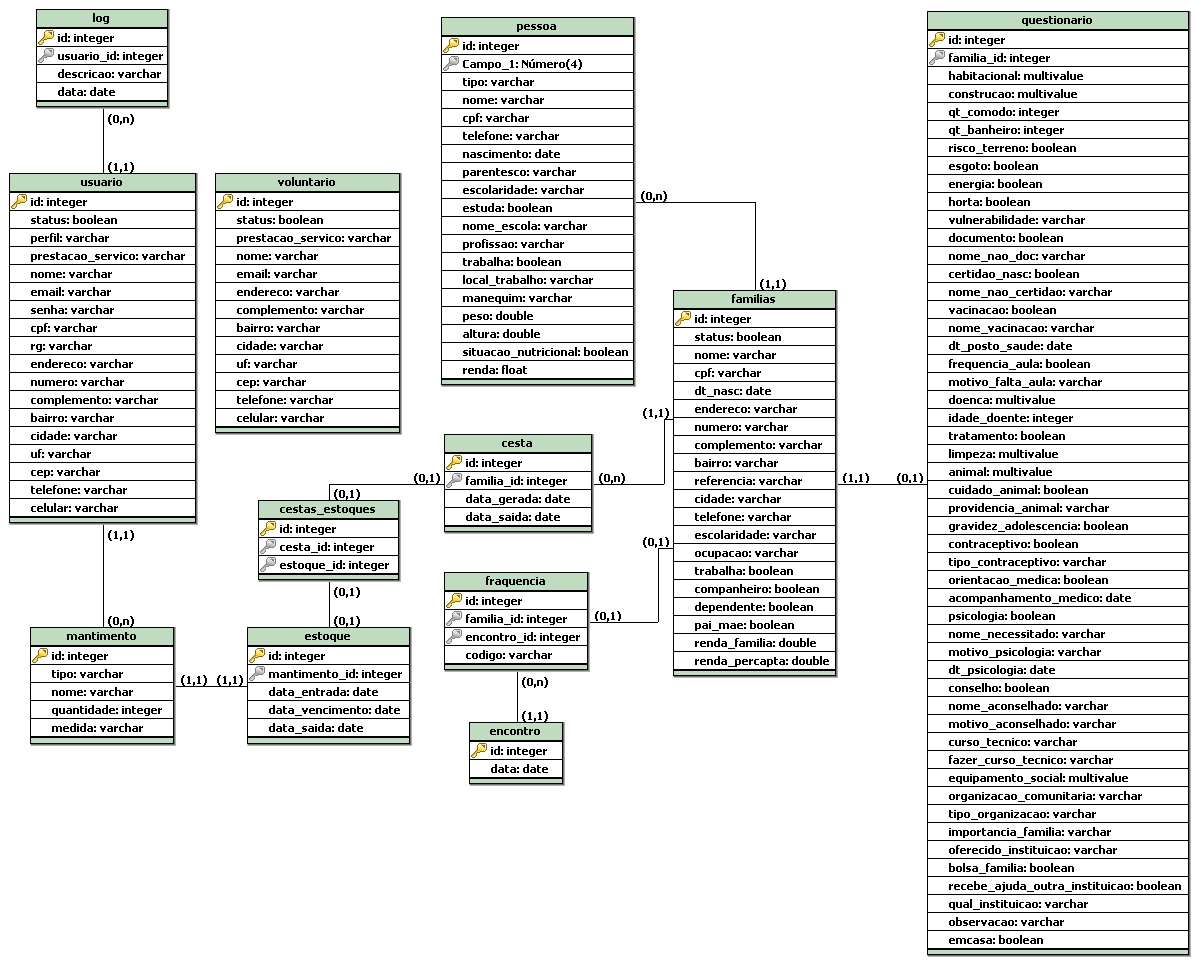 log
id: integer
usuario_id: integer
descricao: varchar
data: date
(0,n)
(1,1)
usuario
id: integer
status: boolean
perfil: varchar
prestacao_servico: varchar
nome: varchar
email: varchar
senha: varchar
cpf: varchar
rg: varchar
endereco: varchar
numero: varchar
complemento: varchar
bairro: varchar
cidade: varchar
uf: varchar
cep: varchar
telefone: varchar
celular: varchar
(1,1)
(0,n)
mantimento
id: integer
tipo: varchar
nome: varchar
quantidade: integer
medida: varchar
(1,1)
(1,1)
voluntario
id: integer
status: boolean
prestacao_servico: varchar
nome: varchar
email: varchar
endereco: varchar
complemento: varchar
bairro: varchar
cidade: varchar
uf: varchar
cep: varchar
telefone: varchar
celular: varchar
(0,1)
(0,1)
cestas_estoques
id: integer
cesta_id: integer
estoque_id: integer
(0,1)
(0,1)
estoque
id: integer
mantimento_id: integer
data_entrada: date
data_vencimento: date
data_saida: date
pessoa
id: integer
Campo_1: Número(4)
tipo: varchar
nome: varchar
cpf: varchar
telefone: varchar
nascimento: date
parentesco: varchar
escolaridade: varchar
estuda: boolean
nome_escola: varchar
profissao: varchar
trabalha: boolean
local_trabalho: varchar
manequim: varchar
peso: double
altura: double
situacao_nutricional: boolean
renda: float
(0,n)
(1,1)
cesta
id: integer
familia_id: integer
data_gerada: date
data_saida: date
(0,n)
(1,1)
fraquencia
id: integer
familia_id: integer
encontro_id: integer
codigo: varchar
(0,1)
(0,1)
(0,n)
(1,1)
encontro
id: integer
data: date
familias
id: integer
status: boolean
nome: varchar
cpf: varchar
dt_nasc: date
endereco: varchar
numero: varchar
complemento: varchar
bairro: varchar
referencia: varchar
cidade: varchar
telefone: varchar
escolaridade: varchar
ocupacao: varchar
trabalha: boolean
companheiro: boolean
dependente: boolean
pai_mae: boolean
renda_familia: double
renda_percapta: double
(1,1)
(0,1)
questionario
id: integer
familia_id: integer
habitacional: multivalue
construcao: multivalue
qt_comodo: integer
qt_banheiro: integer
risco_terreno: boolean
esgoto: boolean
energia: boolean
horta: boolean
vulnerabilidade: varchar
documento: boolean
nome_nao_doc: varchar
certidao_nasc: boolean
nome_nao_certidao: varchar
vacinacao: boolean
nome_vacinacao: varchar
dt_posto_saude: date
frequencia_aula: boolean
motivo_falta_aula: varchar
doenca: multivalue
idade_doente: integer
tratamento: boolean
limpeza: multivalue
animal: multivalue
cuidado_animal: boolean
providencia_animal: varchar
gravidez_adolescencia: boolean
contraceptivo: boolean
tipo_contraceptivo: varchar
orientacao_medica: boolean
acompanhamento_medico: date
psicologia: boolean
nome_necessitado: varchar
motivo_psicologia: varchar
dt_psicologia: date
conselho: boolean
nome_aconselhado: varchar
motivo_aconselhado: varchar
curso_tecnico: varchar
fazer_curso_tecnico: varchar
equipamento_social: multivalue
organizacao_comunitaria: varchar
tipo_organizacao: varchar
importancia_familia: varchar
oferecido_instituicao: varchar
bolsa_familia: boolean
recebe_ajuda_outra_instituicao: boolean
qual_instituicao: varchar
observacao: varchar
emcasa: boolean